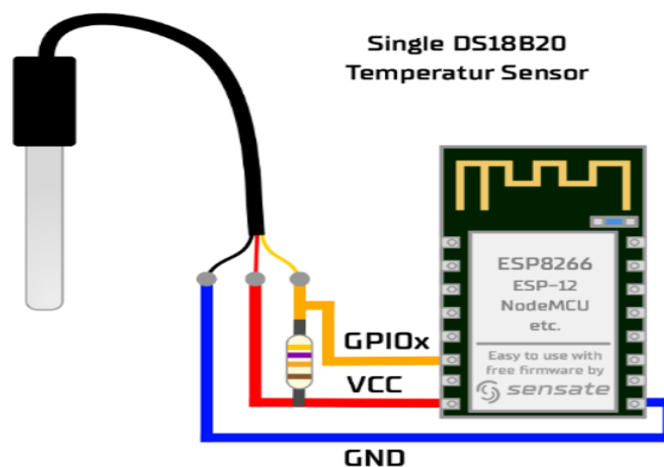 Single DS18B20
Temperatur Sensor
ESP8266
ESP-12
NodeMCU
etc.
Easy to use with
free firmware by
sensate
GPIOx
VCC
GND